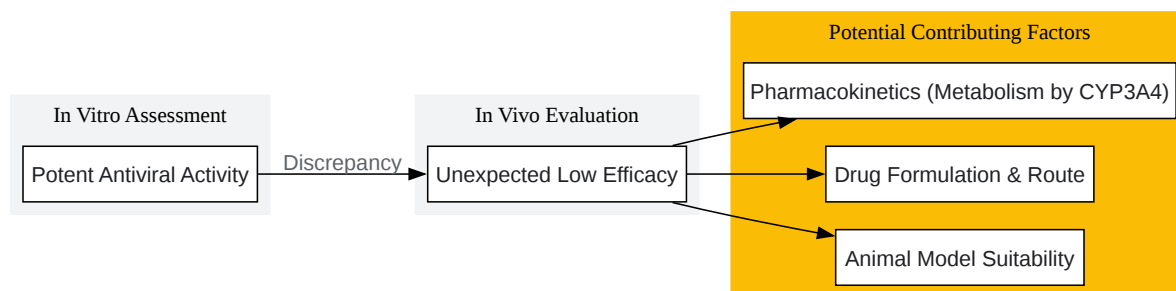 Potential Contributing Factors
Pharmacokinetics (Metabolism by CYP3A4)
In Vitro Assessment
In Vivo Evaluation
Potent Antiviral Activity
Discrepancy
Unexpected Low Efficacy
Drug Formulation & Route
Animal Model Suitability